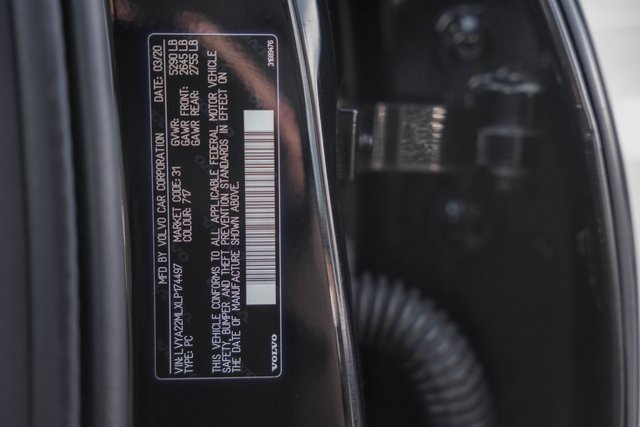 MFD BY VOLVO CAR CORPORATION DATE: 03/20
GVWR: 5290 LB
MARKET CODE: 31 GAWR FRONT: 2645 LB
COLOUR: 717 GAWR REAR: 2755 LB
VIN: LVYA22MLXLP174497
TYPE: PC
THIS VEHICLE CONFORMS TO ALL APPLICABLE FEDERAL MOTOR VEHICLE
SAFETY, BUMPER AND THEFT PREVENTION STANDARDS IN EFFECT ON
THE DATE OF MANUFACTURE SHOWN ABOVE.
VOLVO
31689476